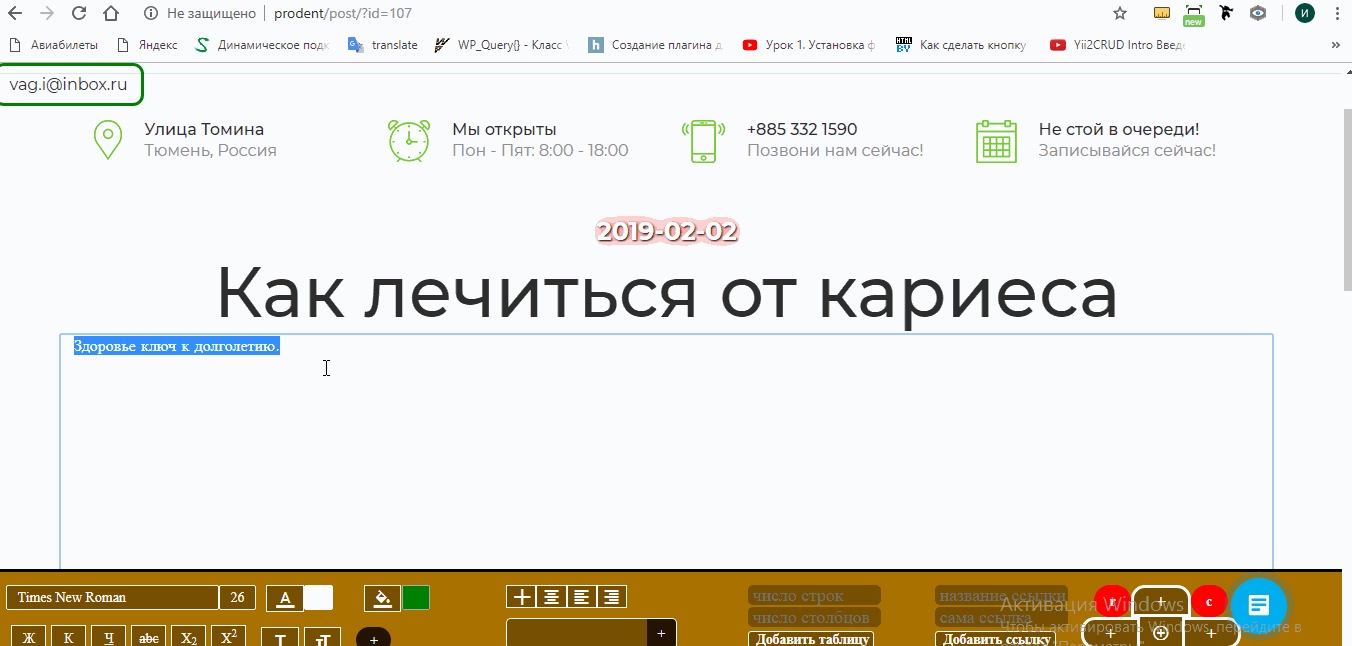 Не защищено prodent/post/?id=107
new
И
Авиабилеты Яндекс Динамическое подк translate WP_Query{} - Класс Создание плагина д Урок 1. Установка ф Как сделать кнопку Yii2CRUD Intro Введ
vag.i@inbox.ru
Улица Томина Мы открыты +885 332 1590 Не стой в очереди!
Тюмень, Россия Пон - Пят: 8:00 - 18:00 Позвони нам сейчас! Записывайся сейчас!
2019-02-02
Как лечиться от кариеса
Здоровье ключ к долголетию.
Times New Roman 26 A число строк название ссылки r + c
Активация Windows
число столбцов сама ссылка
Чтобы активировать Windows, перейдите в
Ж К Ч abc X2 X2 T тT + + Добавить таблицу Добавить ссылку + +